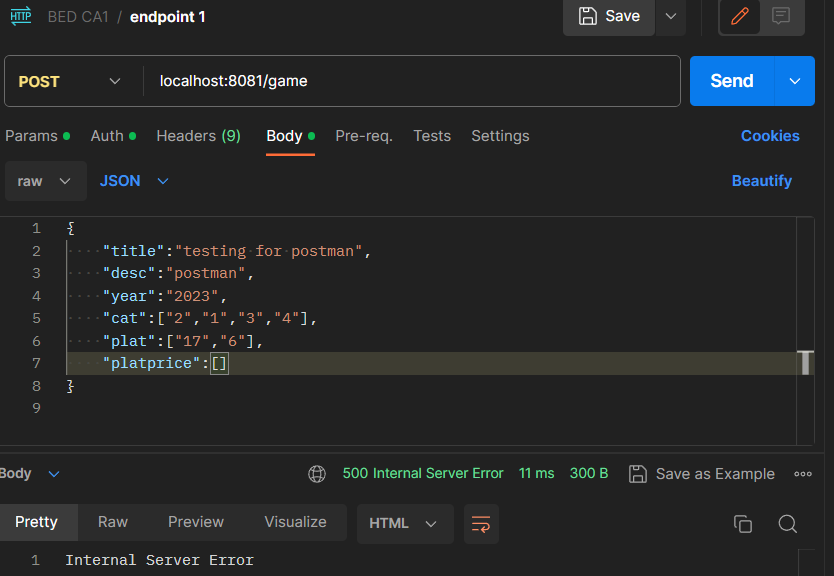 HTTP BED CA1 / endpoint 1 Save
POST localhost:8081/game Send
Params Auth Headers (9) Body Pre-req. Tests Settings Cookies
raw JSON Beautify
1 {
2 "title":"testing for postman",
3 "desc":"postman",
4 "year":"2023",
5 "cat":["2","1","3","4"],
6 "plat":["17","6"],
7 "platprice":[]
8 }
9
Body 500 Internal Server Error 11 ms 300 B Save as Example
Pretty Raw Preview Visualize HTML
1 Internal Server Error